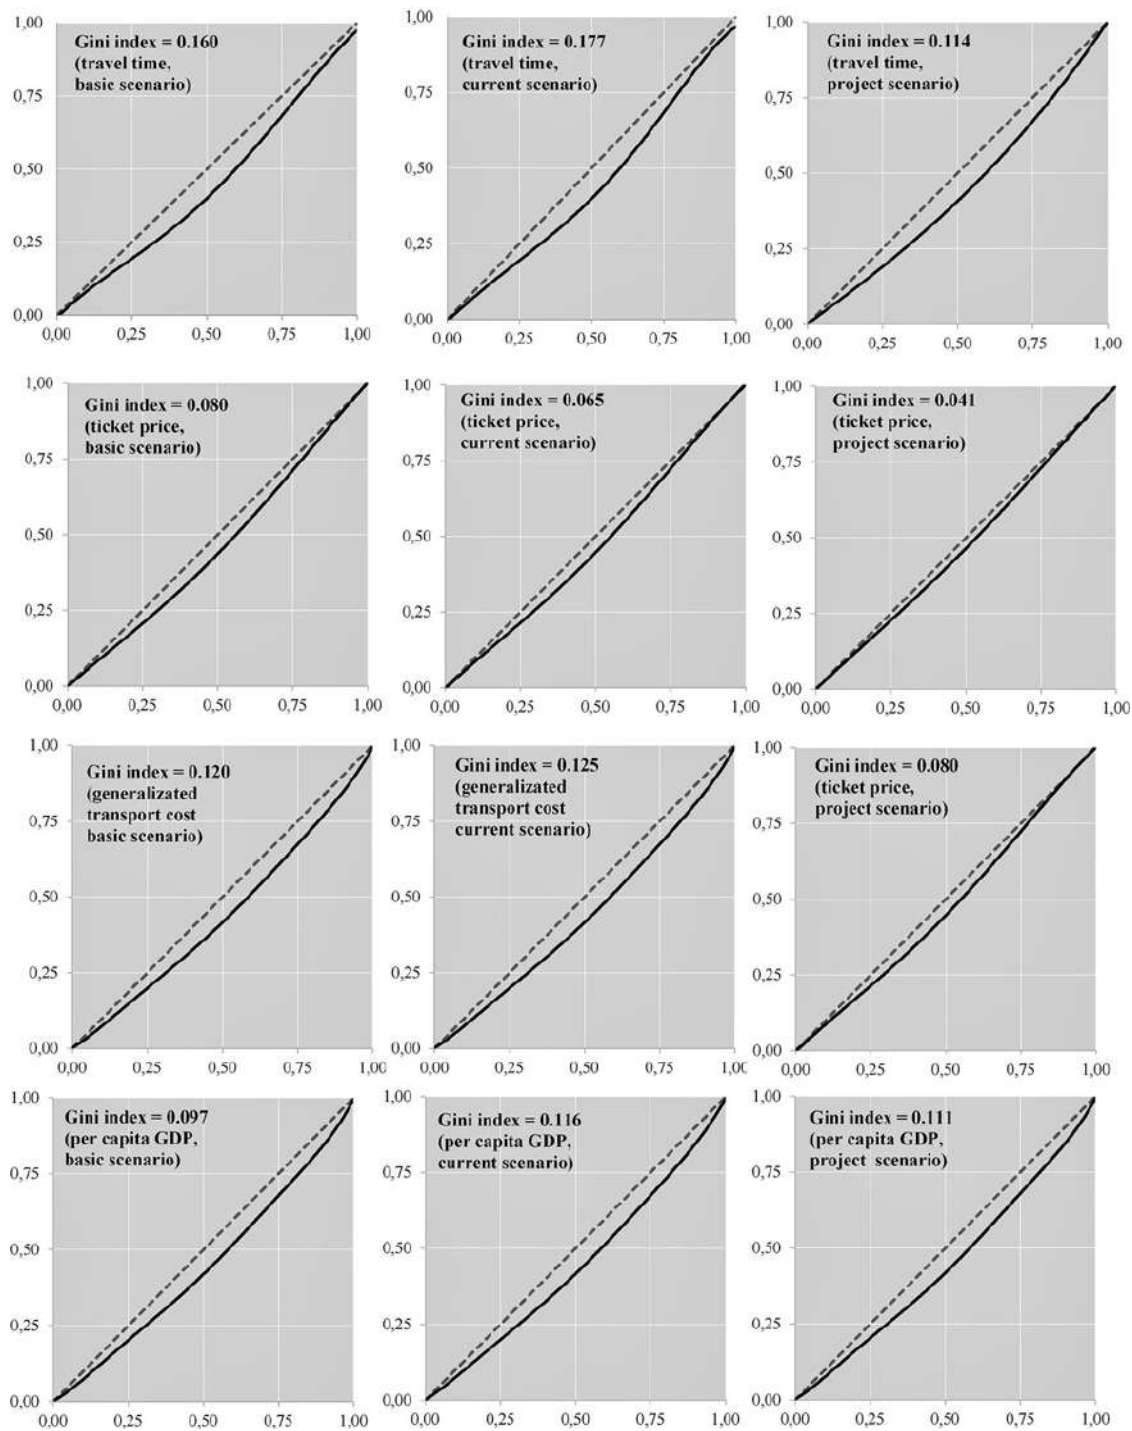 1,00
Gini index = 0.160
(travel time,
basic scenario)
0,75
0,50
0,25
0,00
0,00 0,25 0,50 0,75 1,00
1,00
Gini index = 0.177
(travel time,
current scenario)
0,75
0,50
0,25
0,00
0,00 0,25 0,50 0,75 1,00
1,00
Gini index = 0.114
(travel time,
project scenario)
0,75
0,50
0,25
0,00
0,00 0,25 0,50 0,75 1,00
1,00
Gini index = 0.080
(ticket price,
basic scenario)
0,75
0,50
0,25
0,00
0,00 0,25 0,50 0,75 1,00
1,00
Gini index = 0.065
(ticket price,
current scenario)
0,75
0,50
0,25
0,00
0,00 0,25 0,50 0,75 1,00
1,00
Gini index = 0.041
(ticket price,
project scenario)
0,75
0,50
0,25
0,00
0,00 0,25 0,50 0,75 1,00
1,00
Gini index = 0.120
(generalizated
transport cost
basic scenario)
0,75
0,50
0,25
0,00
0,00 0,25 0,50 0,75 1,00
1,00
Gini index = 0.125
(generalizated
transport cost
current scenario)
0,75
0,50
0,25
0,00
0,00 0,25 0,50 0,75 1,00
1,00
Gini index = 0.080
(ticket price,
project scenario)
0,75
0,50
0,25
0,00
0,00 0,25 0,50 0,75 1,00
1,00
Gini index = 0.097
(per capita GDP,
basic scenario)
0,75
0,50
0,25
0,00
0,00 0,25 0,50 0,75 1,00
1,00
Gini index = 0.116
(per capita GDP,
current scenario)
0,75
0,50
0,25
0,00
0,00 0,25 0,50 0,75 1,00
1,00
Gini index = 0.111
(per capita GDP,
project scenario)
0,75
0,50
0,25
0,00
0,00 0,25 0,50 0,75 1,00